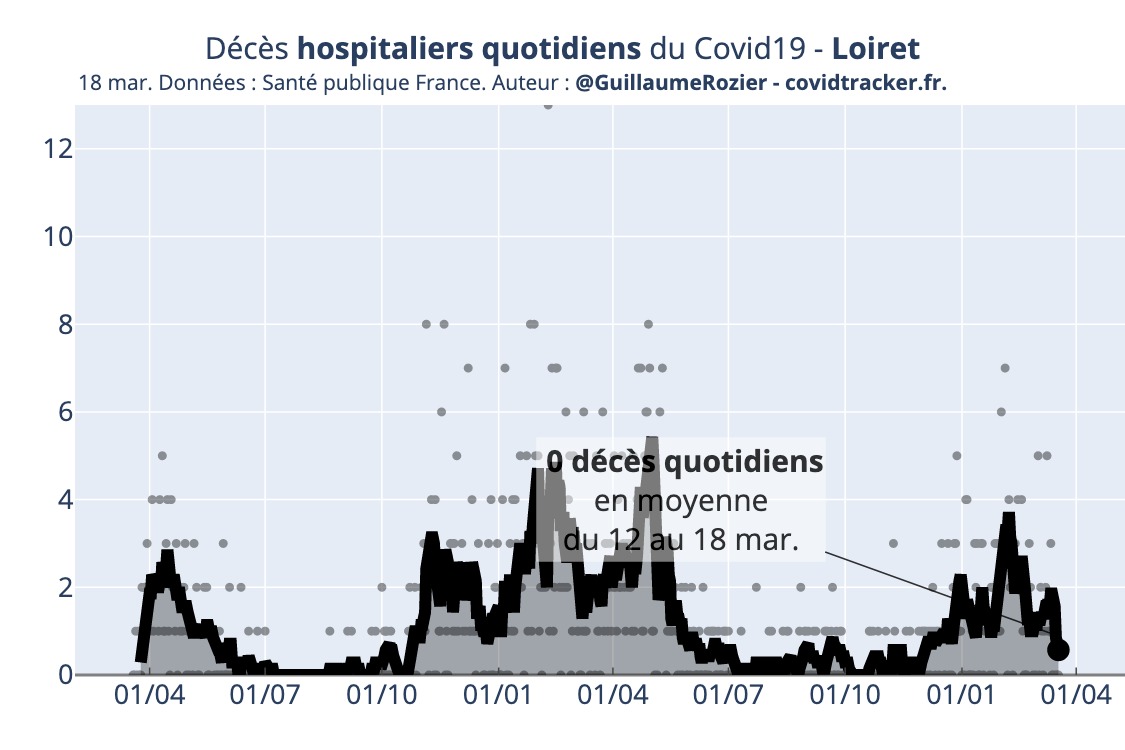 Décès hospitaliers quotidiens du Covid19 - Loiret
18 mar. Données : Santé publique France. Auteur : @GuillaumeRozier - covidtracker.fr.
12
10
8
6
4
2
0
0 décès quotidiens
en moyenne
du 12 au 18 mar.
01/04 01/07 01/10 01/01 01/04 01/07 01/10 01/01 01/04